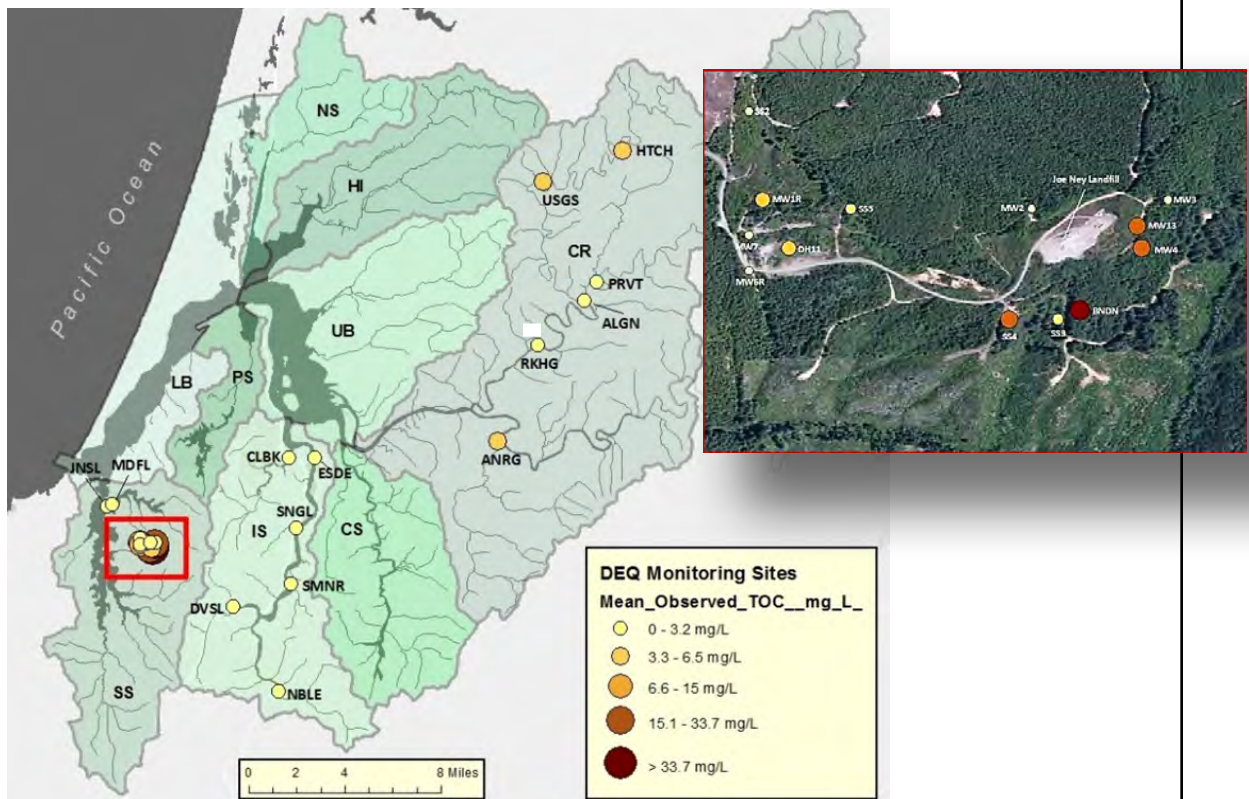 Pacific Ocean
NS
HI
HTCH
USGS
CR
PRVT
ALGN
UB
RKHG
LB
PS
ANRG
CLBK
ESDE
JNSL
MDFL
SNGL
IS
CS
SMNR
DVSL
NBLE
SS
0 2 4 8 Miles
SS2
MW1R
SS5
MW2
Joe Ney Landfill
MW3
MW13
MW7
DH11
MW4
MW6R
SS4
SS3
BNDN
DEQ Monitoring Sites
Mean_Observed_TOC__mg_L_
0 - 3.2 mg/L
3.3 - 6.5 mg/L
6.6 - 15 mg/L
15.1 - 33.7 mg/L
> 33.7 mg/L